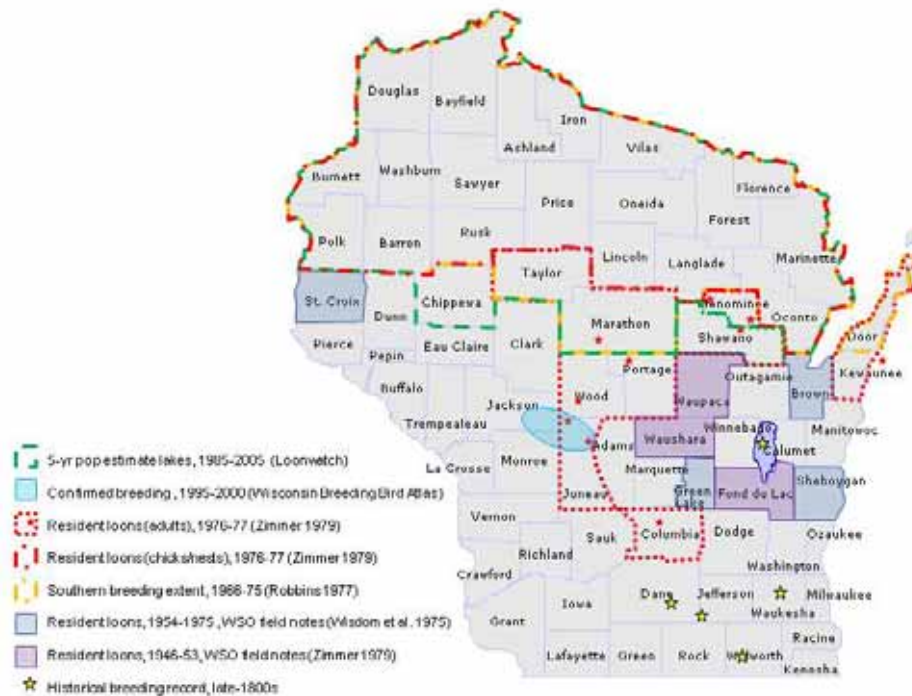 Douglas
Bayfield
Iron
Ashland
Vilas
Burnett
Washburn
Sawyer
Florence
Price
Oneida
Forest
Polk
Barron
Rusk
Lincoln
Marinette
Taylor
Langlade
St. Croix
Chippewa
Menominee
Oconto
Dunn
Marathon
Shawano
Door
Pierce
Eau Claire
Clark
Pepin
Kewaunee
Portage
Outagamie
Buffalo
Wood
Waupaca
Brown
Jackson
Trempealeau
Winnebago
Manitowoc
Adams
Waushara
Calumet
La Crosse
Monroe
Marquette
Juneau
Green
Lake
Fond du Lac
Sheboygan
Vernon
Sauk
Columbia
Dodge
Ozaukee
Richland
Washington
Crawford
Dane
Jefferson
Milwaukee
Iowa
Waukesha
Grant
Racine
Lafayette
Green
Rock
Walworth
Kenosha
5-yr pop estimate lakes, 1985-2005 (Loonwatch)
Confirmed breeding, 1995-2000 (Wisconsin Breeding Bird Atlas)
Resident loons (adults), 1976-77 (Zimmer 1979)
Resident loons (chicks/nests), 1976-77 (Zimmer 1979)
Southern breeding extent, 1966-75 (Robbins 1977)
Resident loons, 1954-1975, WSO field notes (Wisdom et al. 1975)
Resident loons, 1946-53, WSO field notes (Zimmer 1979)
Historical breeding record, late-1800s